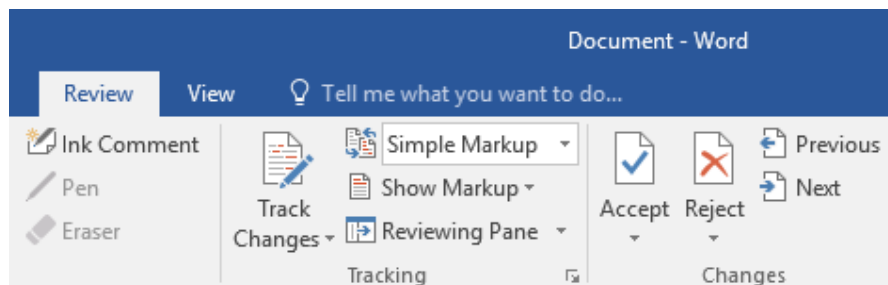 Document - Word
Review View Tell me what you want to do...
Ink Comment
Pen
Eraser
Track
Changes
Simple Markup
Show Markup
Reviewing Pane
Tracking
Accept
Reject
Previous
Next
Changes